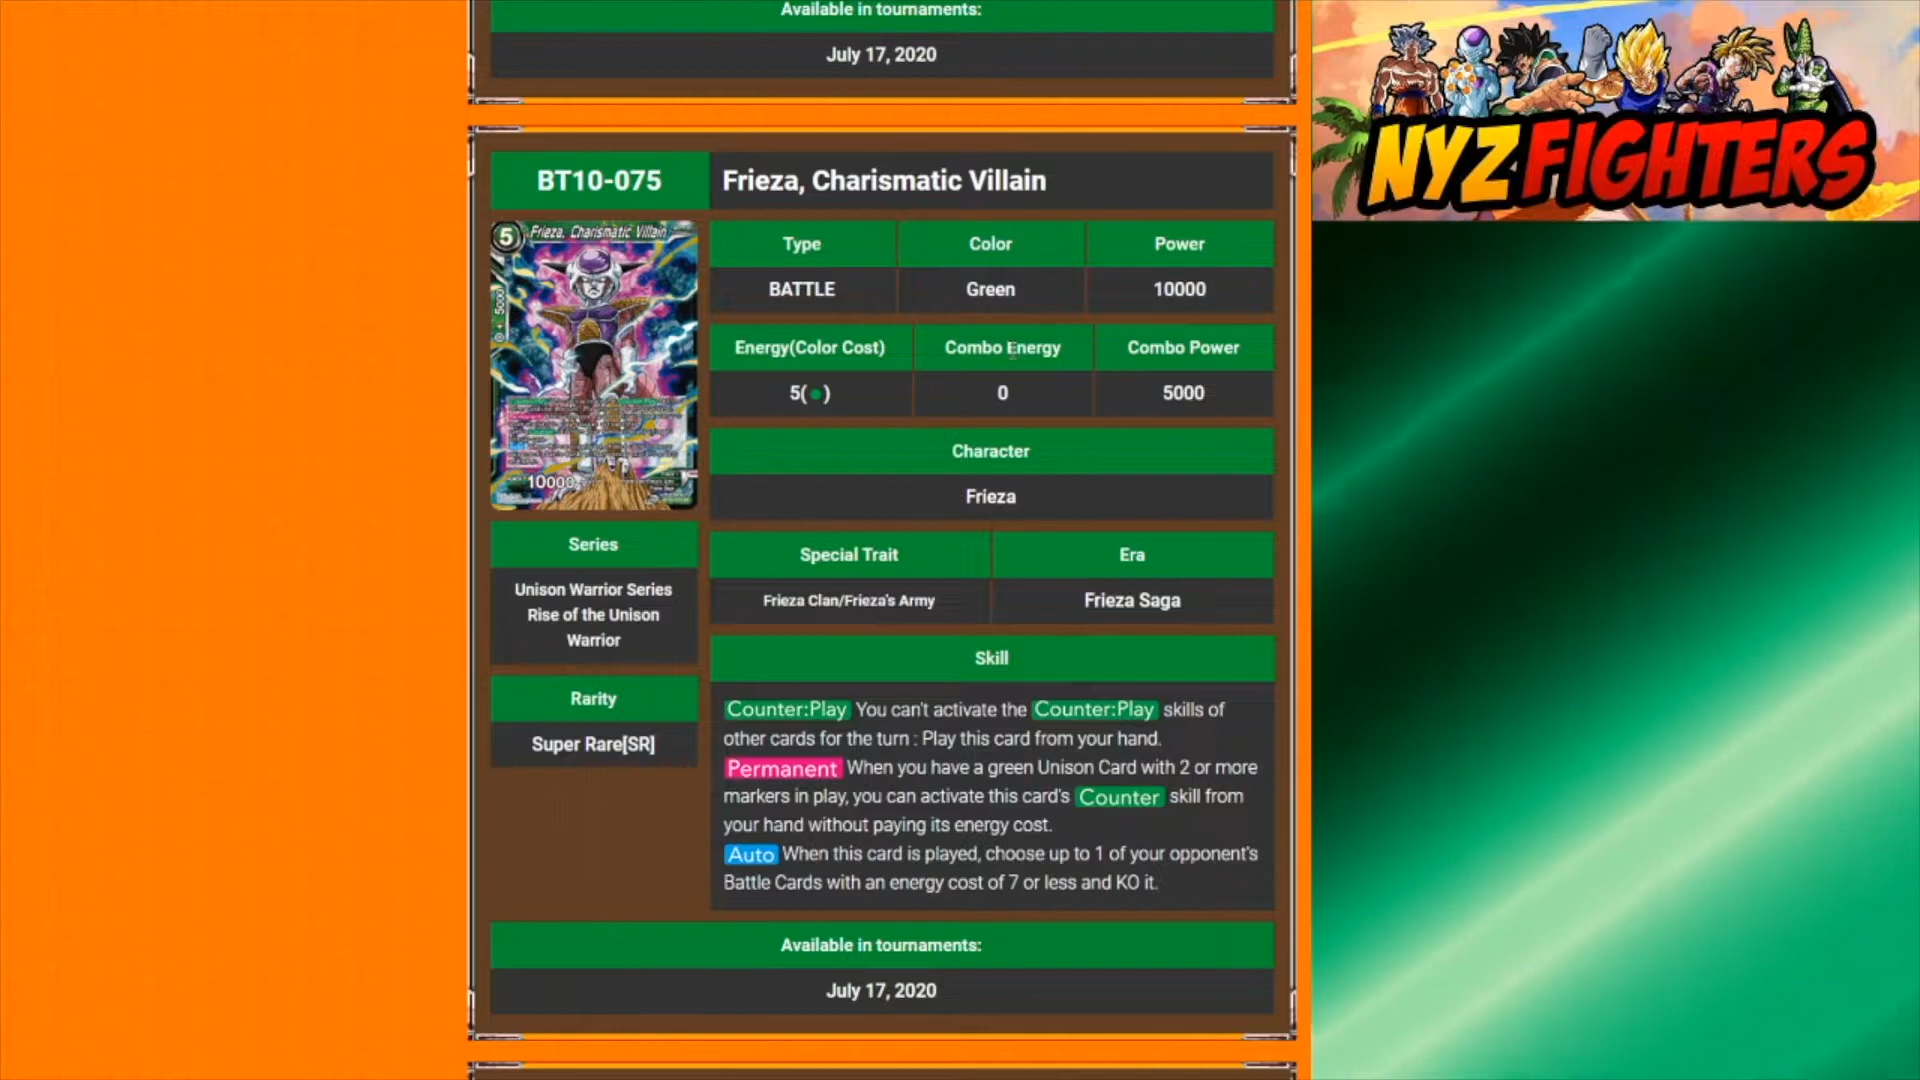 Available in tournaments:
July 17, 2020
NYZ FIGHTERS
BT10-075
Frieza, Charismatic Villain
5
Frieza, Charismatic Villain
5000
10000
Type
Color
Power
BATTLE
Green
10000
Energy(Color Cost)
Combo Energy
Combo Power
5( )
0
5000
Character
Frieza
Series
Unison Warrior Series
Rise of the Unison
Warrior
Special Trait
Era
Frieza Clan/Frieza's Army
Frieza Saga
Rarity
Super Rare[SR]
Skill
Counter:Play You can't activate the Counter:Play skills of
other cards for the turn : Play this card from your hand.
Permanent When you have a green Unison Card with 2 or more
markers in play, you can activate this card's Counter skill from
your hand without paying its energy cost.
Auto When this card is played, choose up to 1 of your opponent's
Battle Cards with an energy cost of 7 or less and KO it.
Available in tournaments:
July 17, 2020